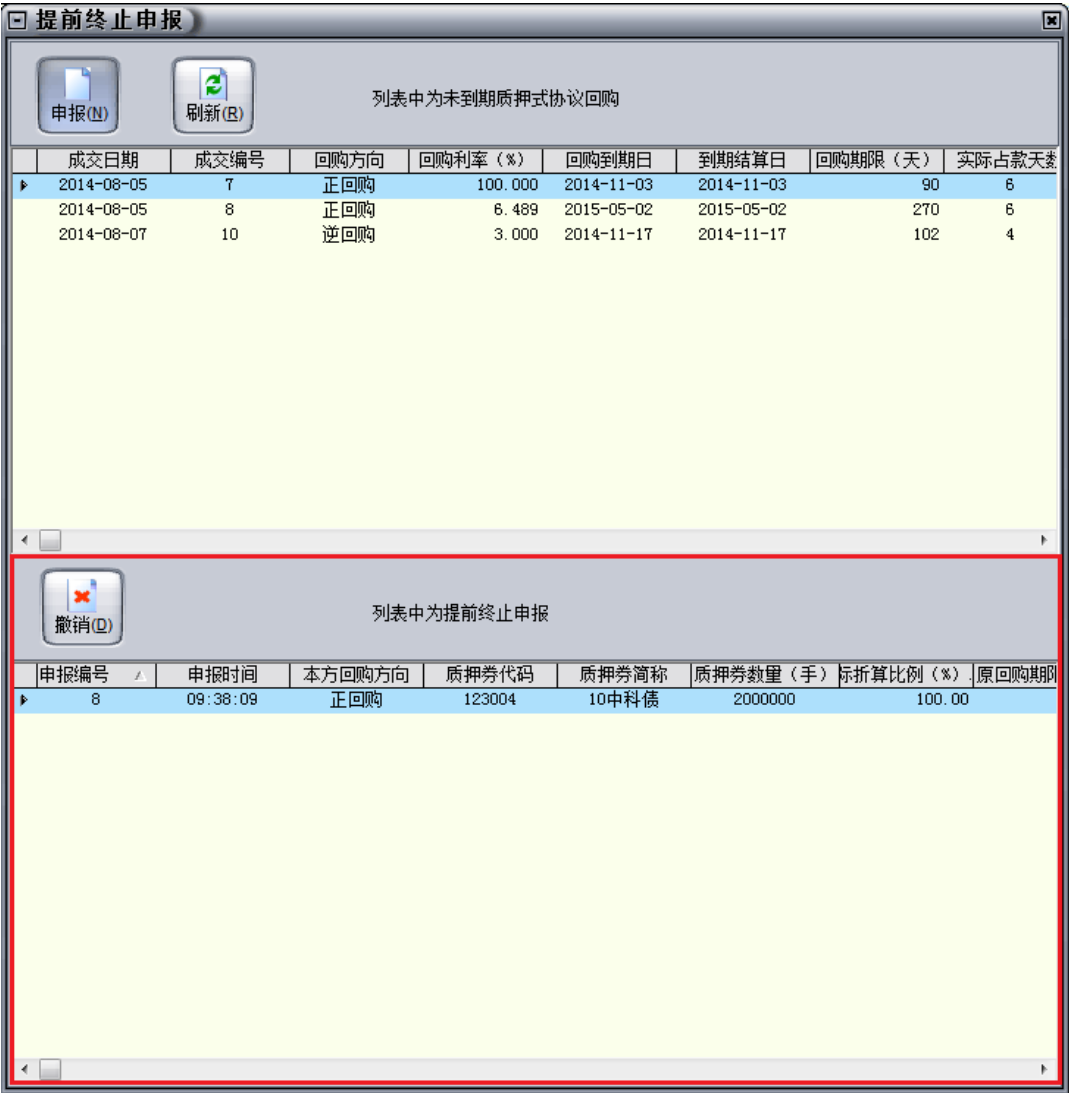 提前终止申报
申报(N) 刷新(R) 列表中为未到期质押式协议回购
成交日期 成交编号 回购方向 回购利率(%) 回购到期日 到期结算日 回购期限(天) 实际占款天数
2014-08-05 7 正回购 100.000 2014-11-03 2014-11-03 90 6
2014-08-05 8 正回购 6.489 2015-05-02 2015-05-02 270 6
2014-08-07 10 逆回购 3.000 2014-11-17 2014-11-17 102 4
撤销(D) 列表中为提前终止申报
申报编号 申报时间 本方回购方向 质押券代码 质押券简称 质押券数量(手) 际折算比例(%) 原回购期限
8 09:38:09 正回购 123004 10中科债 2000000 100.00